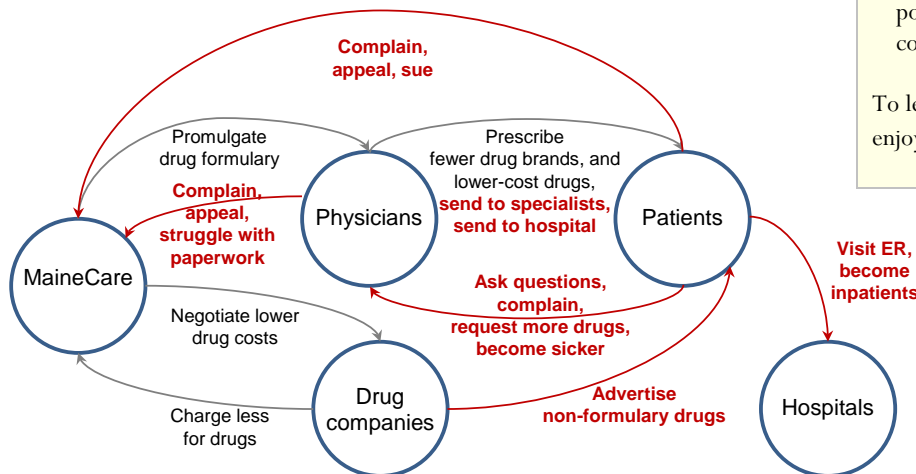 po
co
To le
enjoy
Complain,
appeal, sue
Promulgate
drug formulary
Prescribe
fewer drug brands, and
lower-cost drugs,
send to specialists,
send to hospital
Complain,
appeal,
struggle with
paperwork
Physicians
Patients
MaineCare
Visit ER,
become
inpatients
Ask questions,
complain,
request more drugs,
become sicker
Negotiate lower
drug costs
Drug
companies
Advertise
non-formulary drugs
Hospitals
Charge less
for drugs